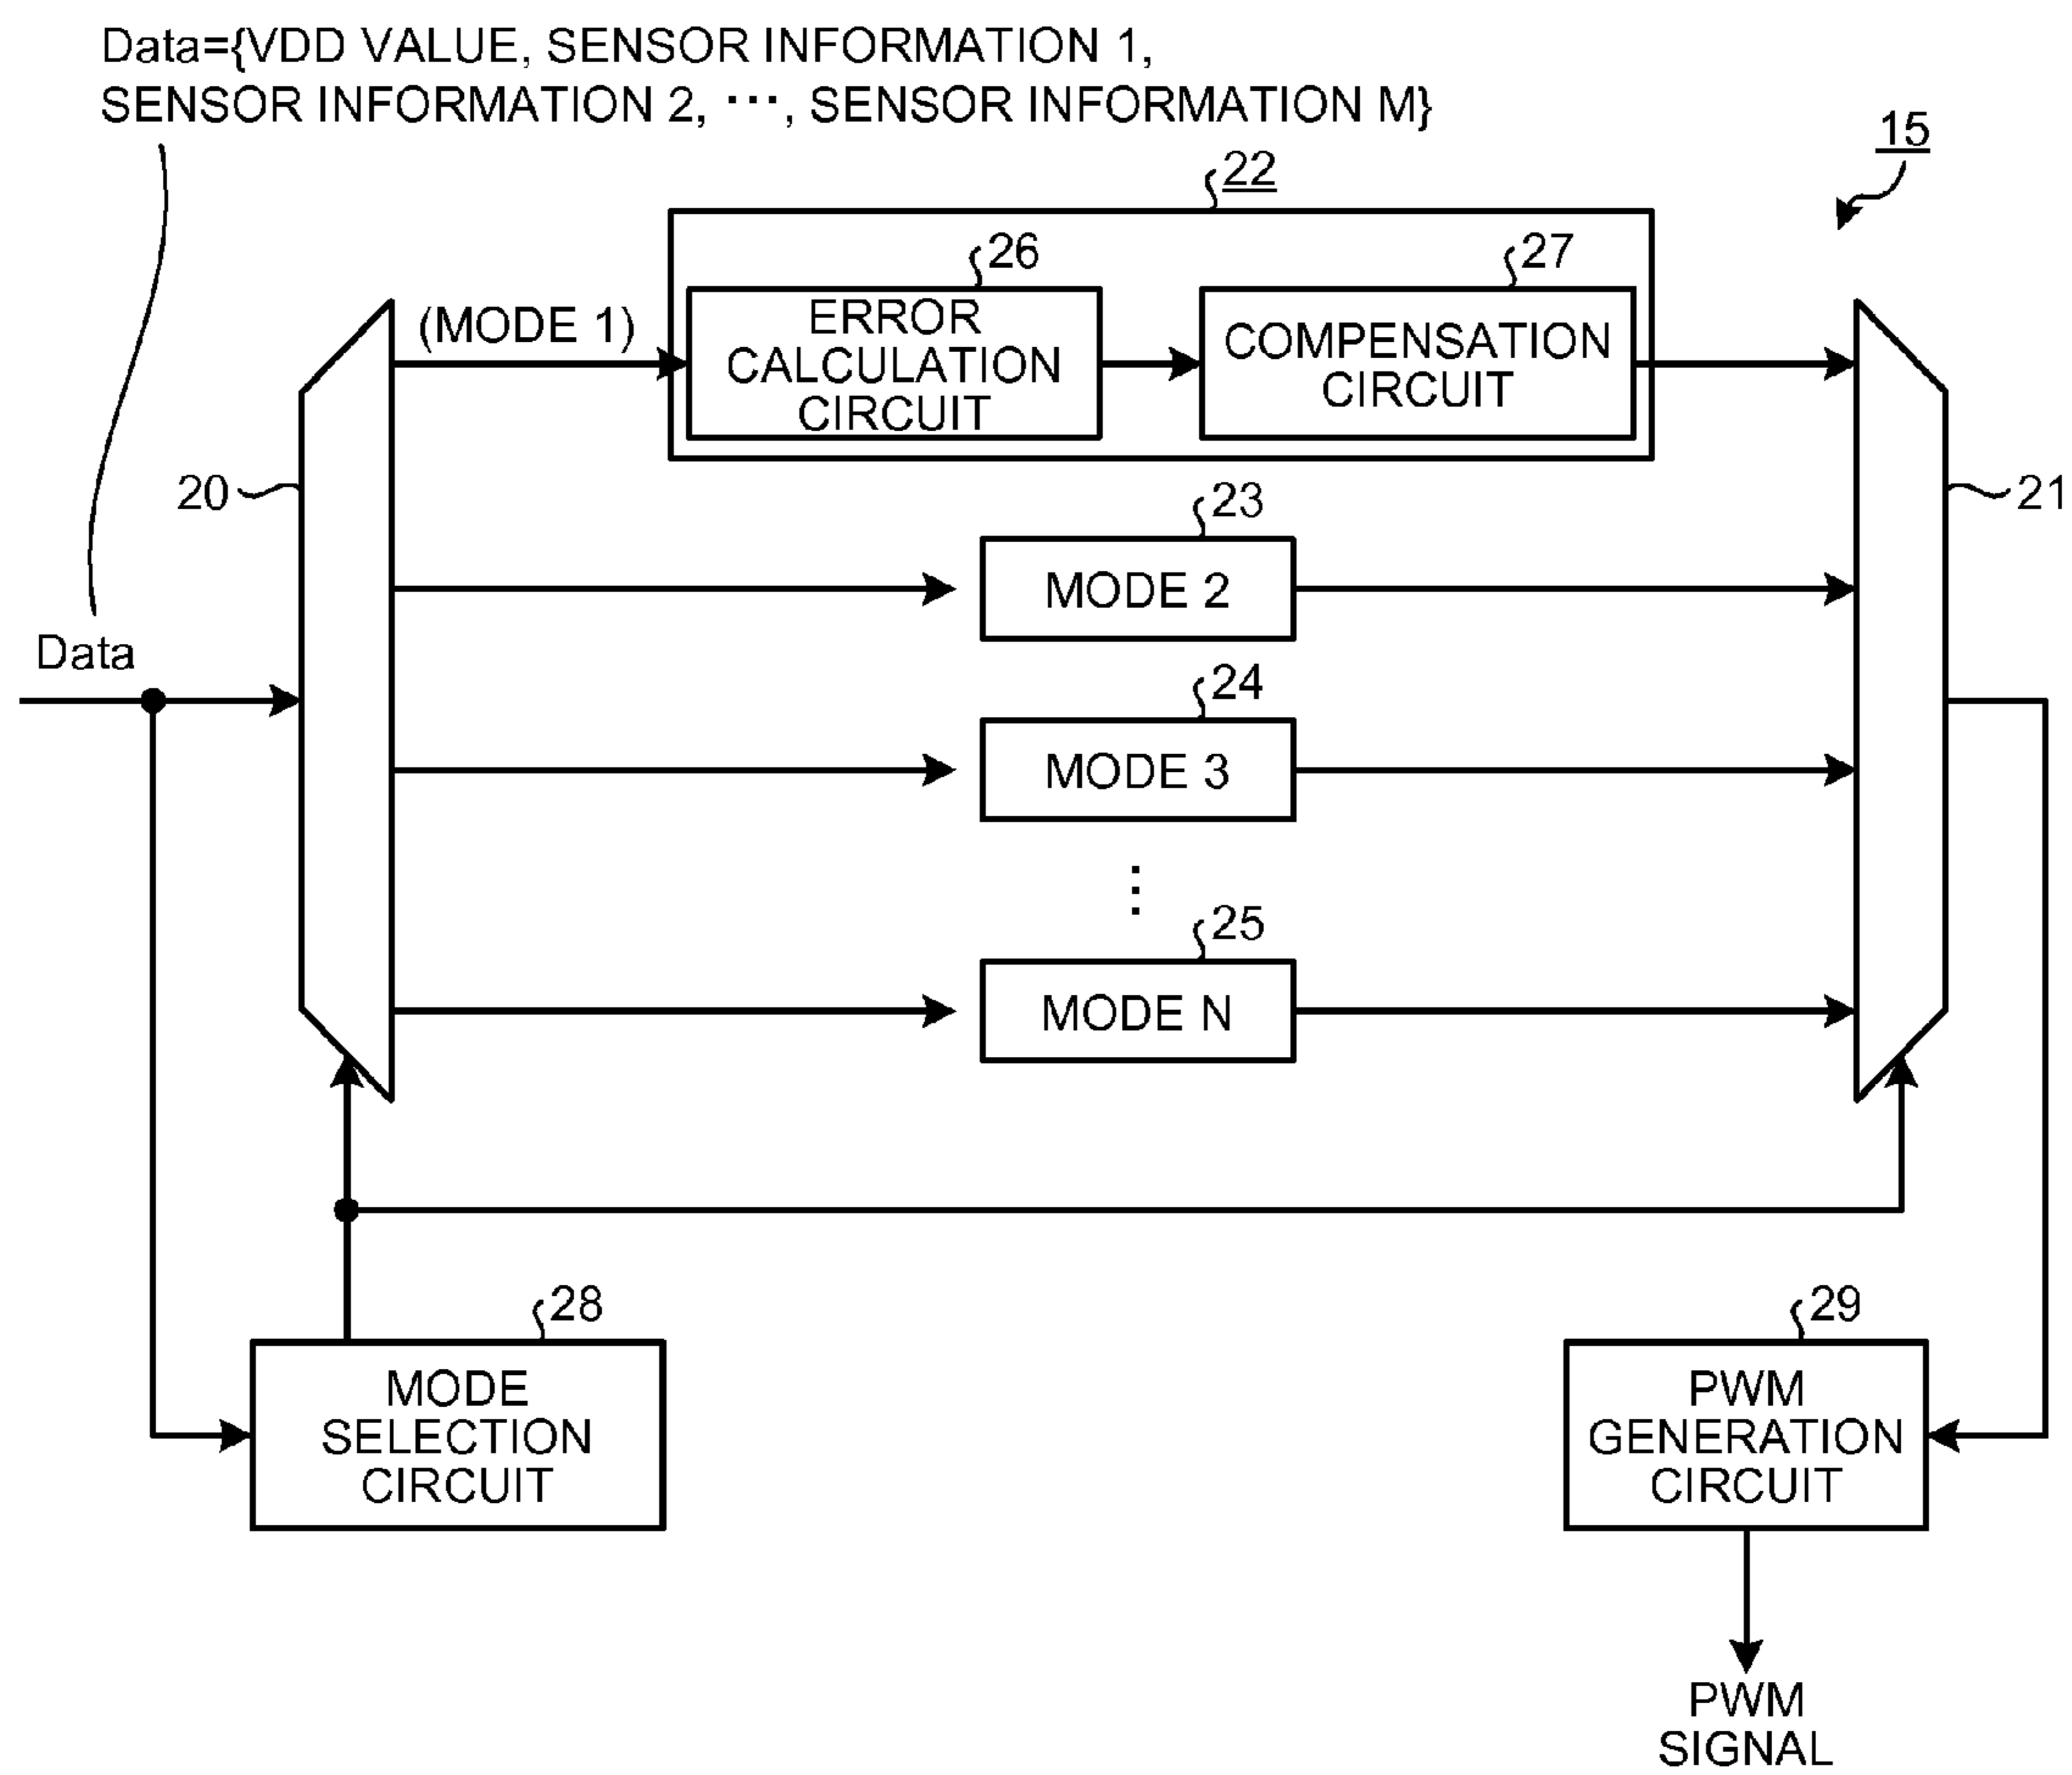 Data={VDD VALUE, SENSOR INFORMATION 1,
SENSOR INFORMATION 2, ···, SENSOR INFORMATION M}
15
22
26
27
(MODE 1)
ERROR
CALCULATION
CIRCUIT
COMPENSATION
CIRCUIT
20
21
23
MODE 2
Data
24
MODE 3
⋮
25
MODE N
28
MODE
SELECTION
CIRCUIT
29
PWM
GENERATION
CIRCUIT
PWM
SIGNAL